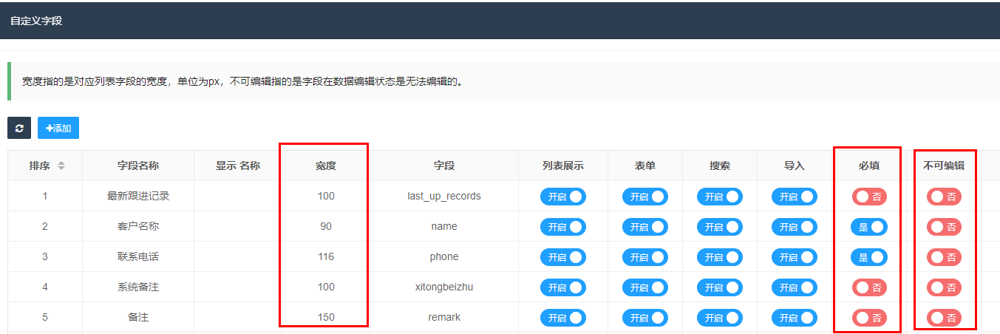 自定义字段
宽度指的是对应列表字段的宽度，单位为px，不可编辑指的是字段在数据编辑状态是无法编辑的。
添加
排序 字段名称 显示 名称 宽度 字段 列表展示 表单 搜索 导入 必填 不可编辑
1 最新跟进记录 100 last_up_records 开启 开启 开启 开启 否 否
2 客户名称 90 name 开启 开启 开启 开启 是 否
3 联系电话 116 phone 开启 开启 开启 开启 是 否
4 系统备注 100 xitongbeizhu 开启 开启 开启 开启 否 否
5 备注 150 remark 开启 开启 开启 开启 否 否